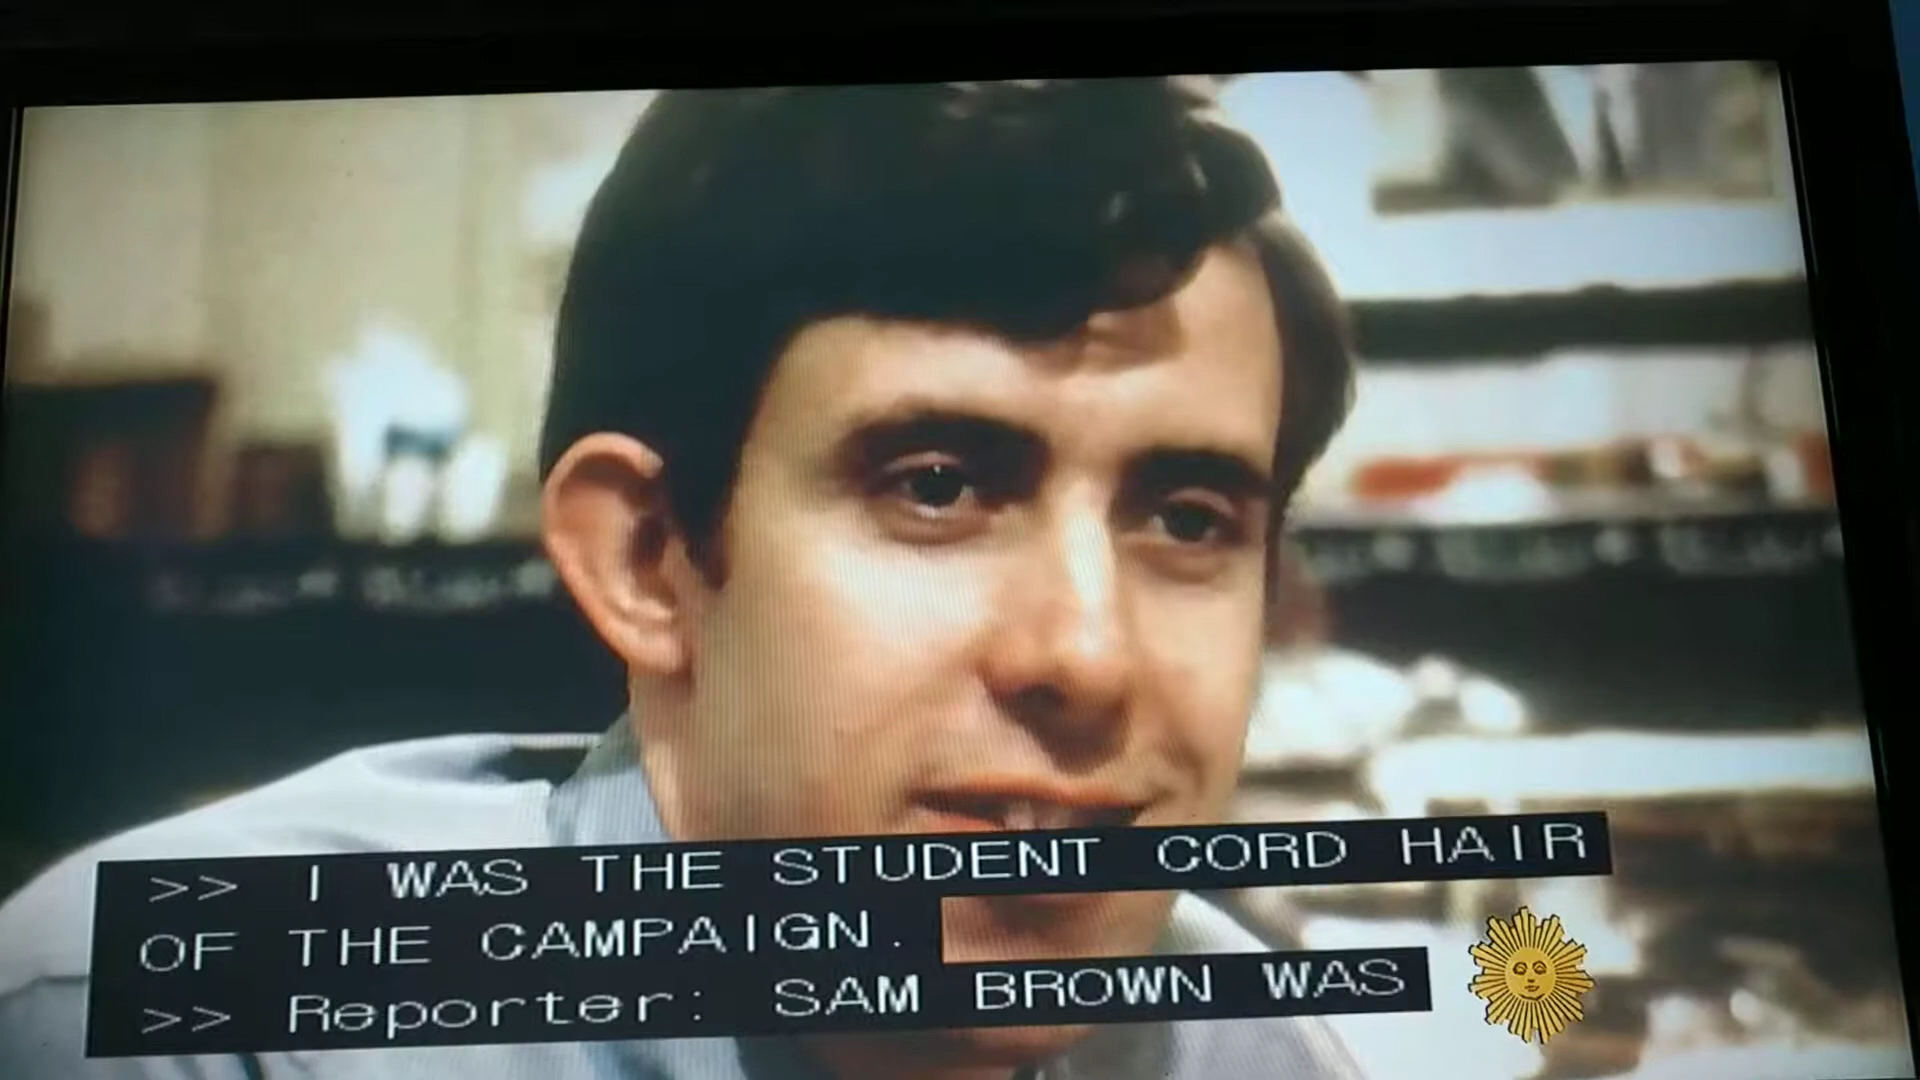 >> I WAS THE STUDENT CORD HAIR
OF THE CAMPAIGN.
>> Reporter: SAM BROWN WAS